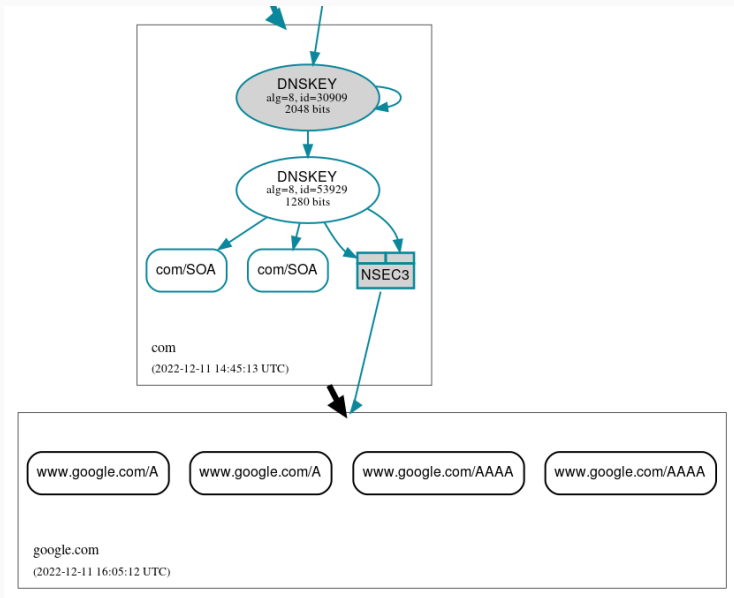 DNSKEY
alg=8, id=30909
2048 bits
DNSKEY
alg=8, id=53929
1280 bits
com/SOA
com/SOA
NSEC3
com
(2022-12-11 14:45:13 UTC)
www.google.com/A
www.google.com/A
www.google.com/AAAA
www.google.com/AAAA
google.com
(2022-12-11 16:05:12 UTC)